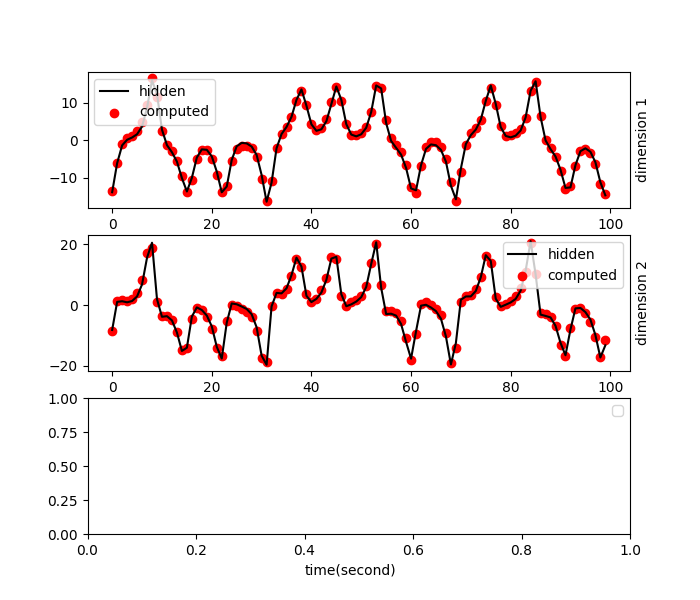 hidden
computed
10
0
−10
dimension 1
0 20 40 60 80 100
hidden
computed
20
0
−20
dimension 2
0 20 40 60 80 100
1.00
0.75
0.50
0.25
0.00
0.0 0.2 0.4 0.6 0.8 1.0
time(second)